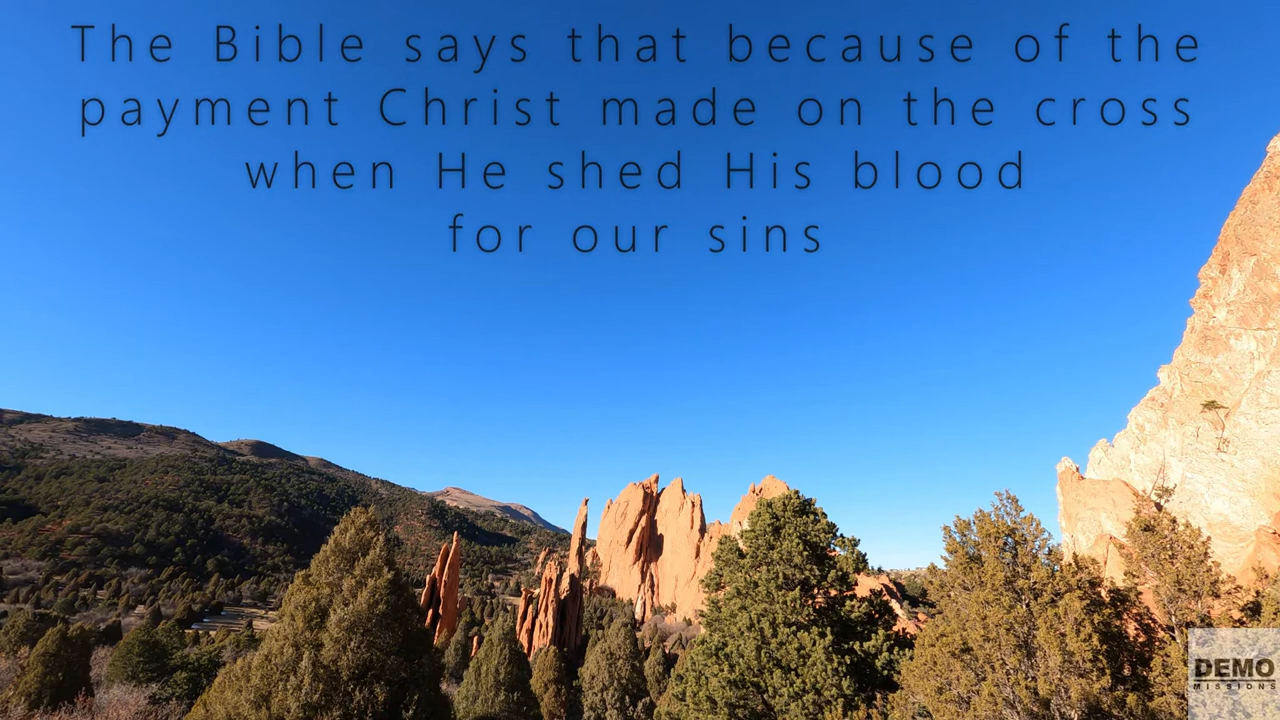 The Bible says that because of the
payment Christ made on the cross
when He shed His blood
for our sins
DEMO
MISSIONS